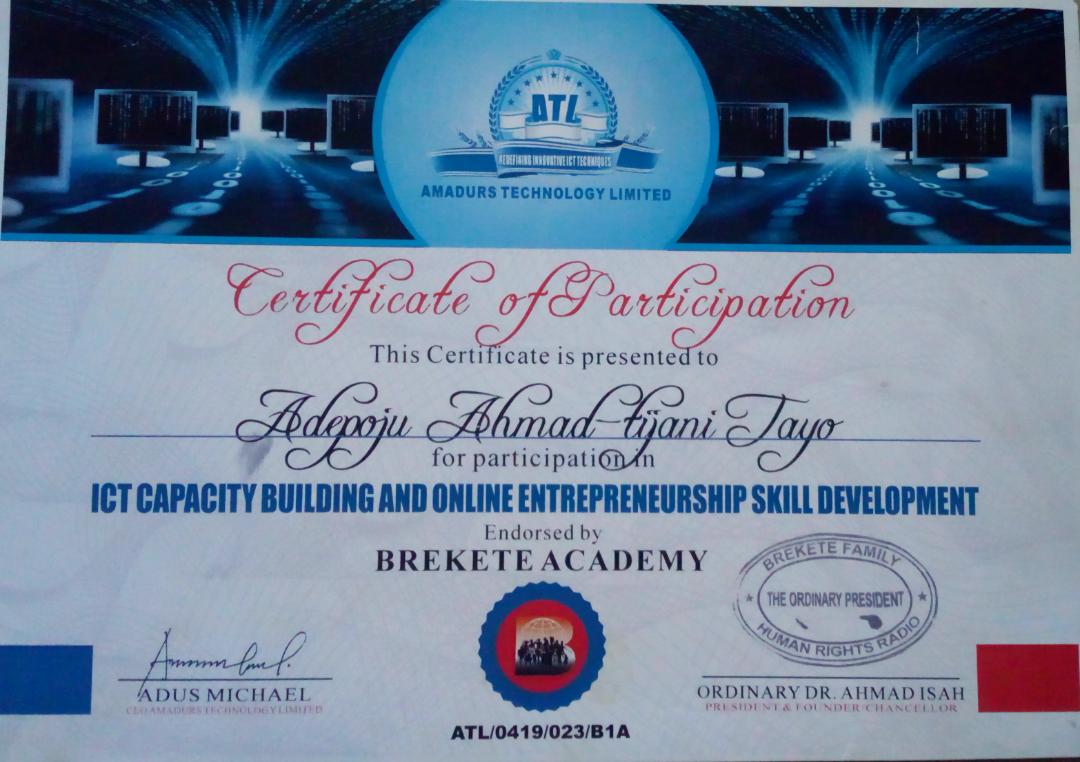 ATL
REDEFINING INNOVATIVE ICT TECHNIQUES
AMADURS TECHNOLOGY LIMITED
Certificate of Participation
This Certificate is presented to
Adepoju Ahmad-tijani Tayo
for participation in
ICT CAPACITY BUILDING AND ONLINE ENTREPRENEURSHIP SKILL DEVELOPMENT
Endorsed by
BREKETE ACADEMY
BREKETE FAMILY
THE ORDINARY PRESIDENT
HUMAN RIGHTS RADIO
B
ADUS MICHAEL
CEO AMADURS TECHNOLOGY LIMITED
ORDINARY DR. AHMAD ISAH
PRESIDENT & FOUNDER/CHANCELLOR
ATL/0419/023/B1A